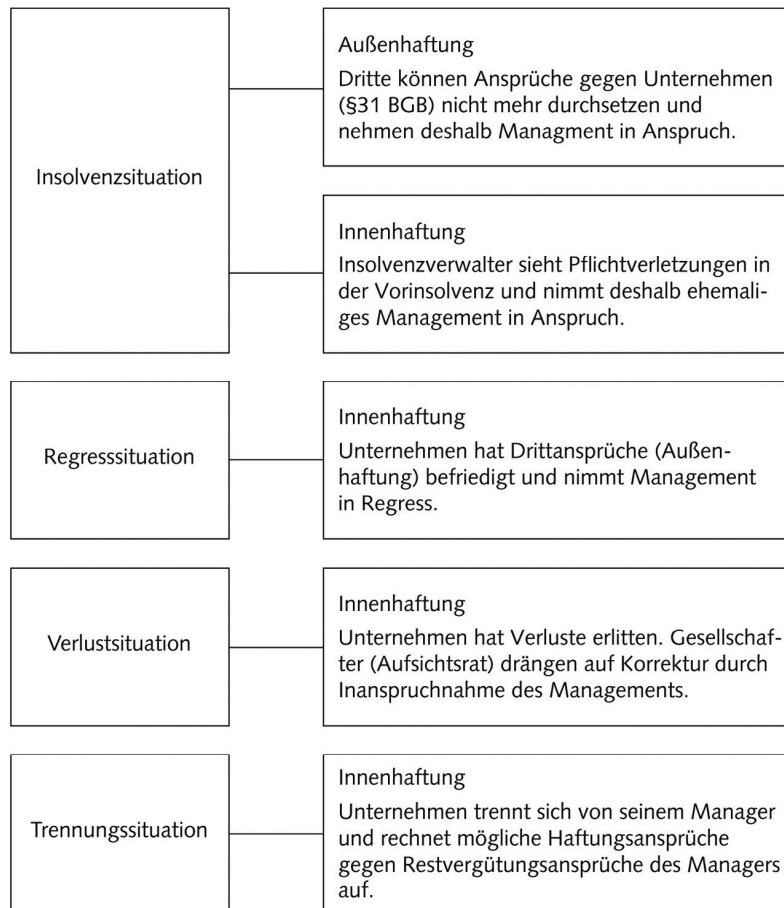 Insolvenzsituation
Außenhaftung
Dritte können Ansprüche gegen Unternehmen
(§31 BGB) nicht mehr durchsetzen und
nehmen deshalb Managment in Anspruch.
Innenhaftung
Insolvenzverwalter sieht Pflichtverletzungen in
der Vorinsolvenz und nimmt deshalb ehemali-
ges Management in Anspruch.
Regresssituation
Innenhaftung
Unternehmen hat Drittansprüche (Außen-
haftung) befriedigt und nimmt Management
in Regress.
Verlustsituation
Innenhaftung
Unternehmen hat Verluste erlitten. Gesellschaf-
ter (Aufsichtsrat) drängen auf Korrektur durch
Inanspruchnahme des Managements.
Trennungssituation
Innenhaftung
Unternehmen trennt sich von seinem Manager
und rechnet mögliche Haftungsansprüche
gegen Restvergütungsansprüche des Managers
auf.